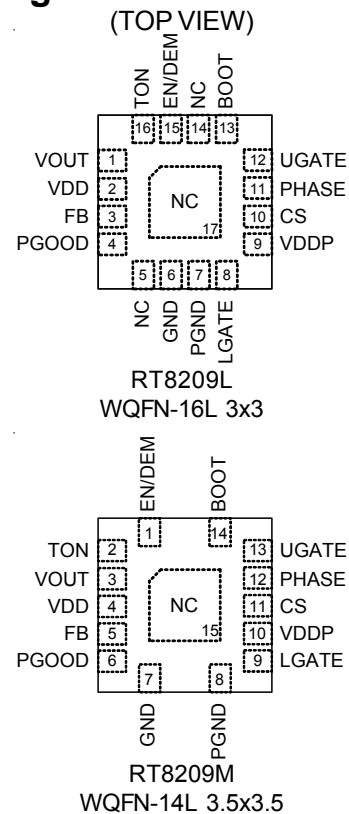 g
(TOP VIEW)
TON EN/DEM NC BOOT
16 15 14 13
VOUT 1 12 UGATE
VDD 2 11 PHASE
NC
FB 3 10 CS
17
PGOOD 4 9 VDDP
5 6 7 8
NC GND PGND LGATE
RT8209L
WQFN-16L 3x3
EN/DEM BOOT
1 14
TON 2 13 UGATE
VOUT 3 12 PHASE
VDD 4 NC 11 CS
FB 5 15 10 VDDP
PGOOD 6 9 LGATE
7 8
GND PGND
RT8209M
WQFN-14L 3.5x3.5